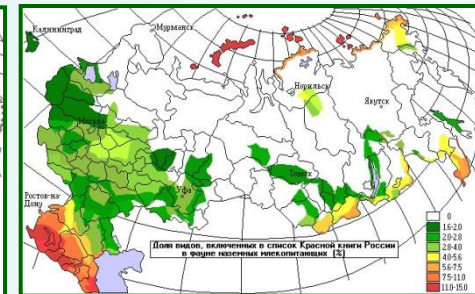 Калининград
Мурманск
Норильск
Якутск
Москва
Томск
Уфа
Ростов-на-
Дону
Доля видов, включенных в список Красной книги России
в фауне наземных млекопитающих (%)
0
1.6-2.0
2.0-2.8
2.8-4.0
4.0-5.6
5.6-7.5
7.5-11.0
11.0-15.0